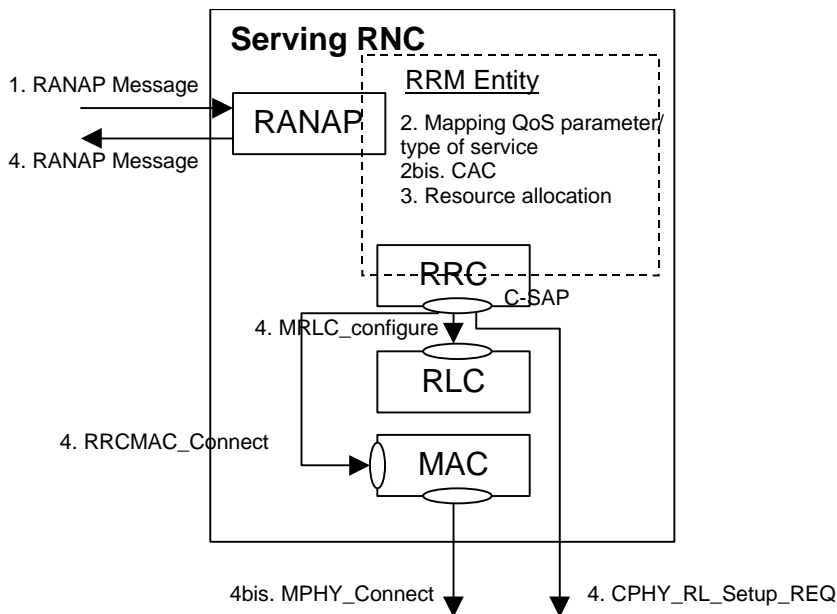 Serving RNC
1. RANAP Message
4. RANAP Message
RANAP
RRM Entity
2. Mapping QoS parameter/
type of service
2bis. CAC
3. Resource allocation
RRC
C-SAP
4. MRLC_configure
RLC
4. RRCMAC_Connect
MAC
4bis. MPHY_Connect
4. CPHY_RL_Setup_REQ